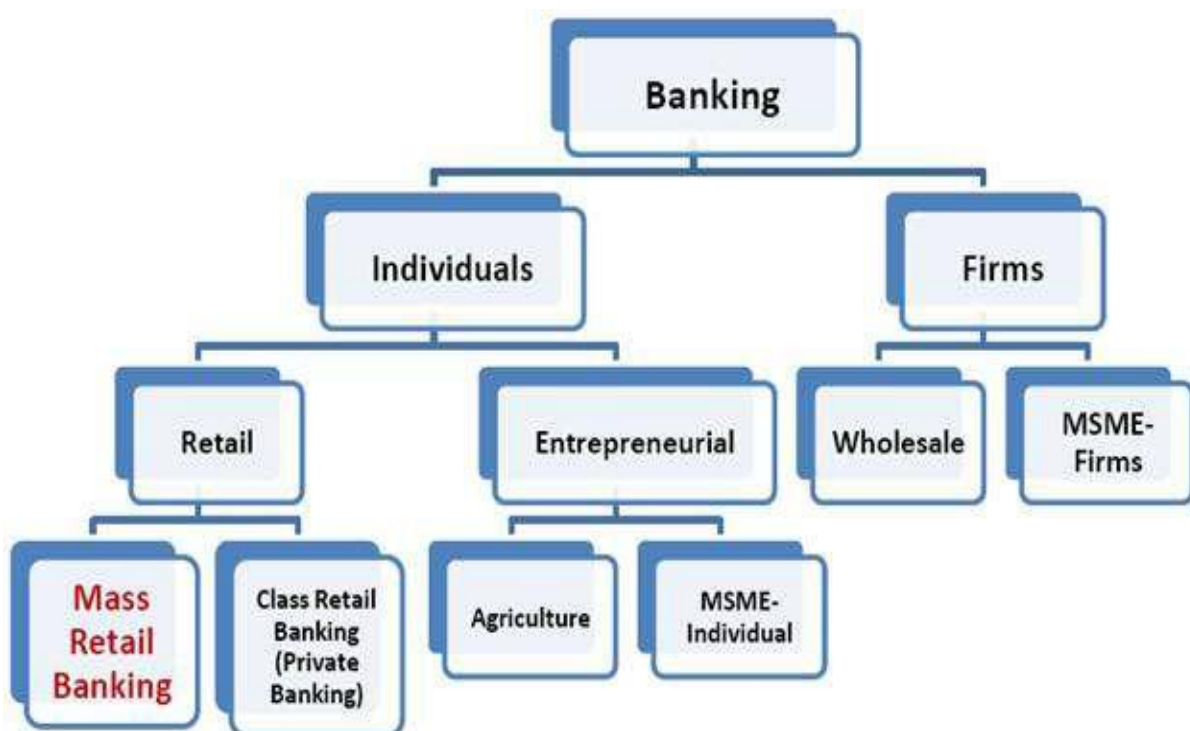 Banking
Individuals
Firms
Retail
Entrepreneurial
Wholesale
MSME-
Firms
Mass
Retail
Banking
Class Retail
Banking
(Private
Banking)
Agriculture
MSME-
Individual